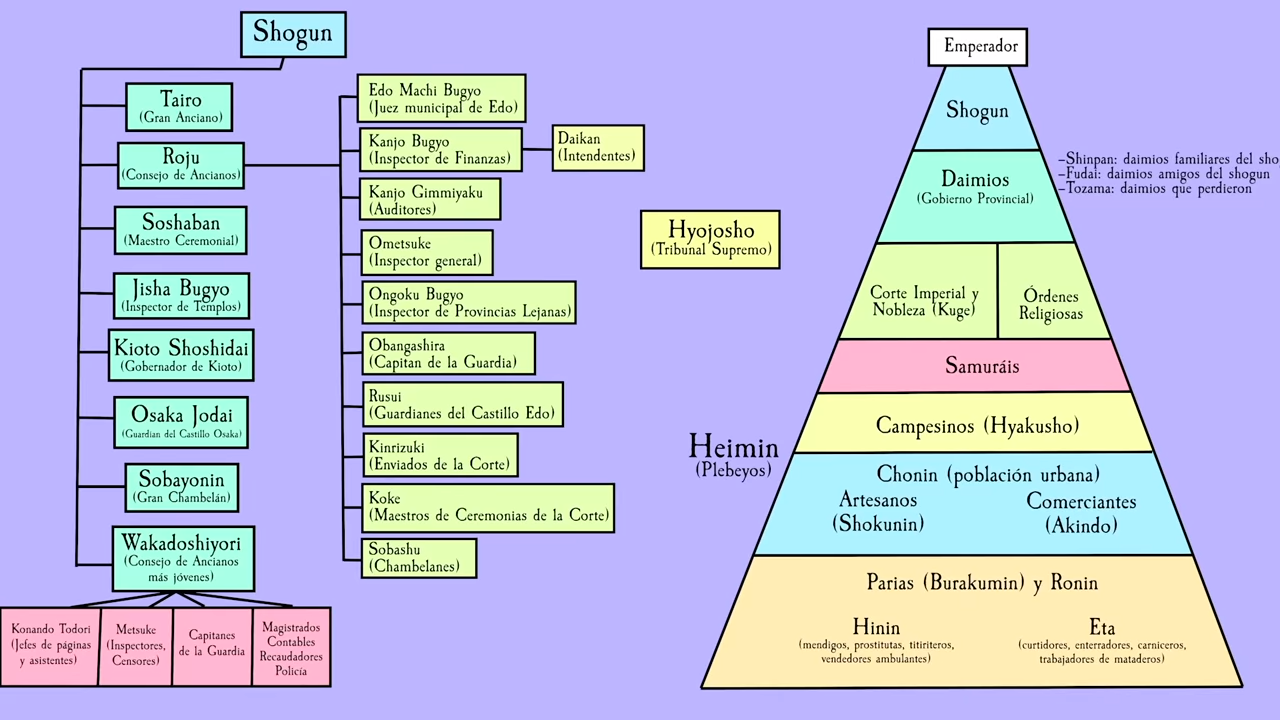 Shogun
Tairo
(Gran Anciano)
Roju
(Consejo de Ancianos)
Soshaban
(Maestro Ceremonial)
Jisha Bugyo
(Inspector de Templos)
Kioto Shoshidai
(Gobernador de Kioto)
Osaka Jodai
(Guardian del Castillo Osaka)
Sobayonin
(Gran Chambelán)
Wakadoshiyori
(Consejo de Ancianos
más jóvenes)
Konando Todori
(Jefes de páginas
y asistentes)
Metsuke
(Inspectores,
Censores)
Capitanes
de la Guardia
Magistrados
Contables
Recaudadores
Policía
Edo Machi Bugyo
(Juez municipal de Edo)
Kanjo Bugyo
(Inspector de Finanzas)
Daikan
(Intendentes)
Kanjo Gimmiyaku
(Auditores)
Ometsuke
(Inspector general)
Ongoku Bugyo
(Inspector de Provincias Lejanas)
Obangashira
(Capitan de la Guardia)
Rusui
(Guardianes del Castillo Edo)
Kinrizuki
(Enviados de la Corte)
Koke
(Maestros de Ceremonias de la Corte)
Sobashu
(Chambelanes)
Hyojosho
(Tribunal Supremo)
Emperador
Shogun
Daimios
(Gobierno Provincial)
-Shinpan: daimios familiares del sho
-Fudal: daimios amigos del shogun
-Tozama: daimios que perdieron
Corte Imperial y
Nobleza (Kuge)
Órdenes
Religiosas
Samuráis
Heimin
(Plebeyos)
Campesinos (Hyakusho)
Chonin (población urbana)
Artesanos
(Shokunin)
Comerciantes
(Akindo)
Parias (Burakumin) y Ronin
Hinin
(mendigos, prostitutas, titiriteros,
vendedores ambulantes)
Eta
(curtidores, enterradores, carniceros,
trabajadores de mataderos)